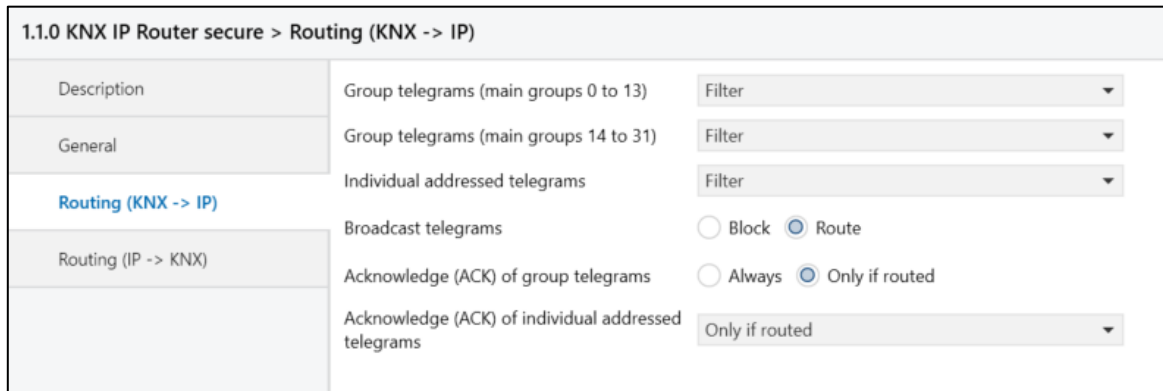 1.1.0 KNX IP Router secure > Routing (KNX -> IP)
Description
General
Routing (KNX -> IP)
Routing (IP -> KNX)
Group telegrams (main groups 0 to 13) Filter
Group telegrams (main groups 14 to 31) Filter
Individual addressed telegrams Filter
Broadcast telegrams Block Route
Acknowledge (ACK) of group telegrams Always Only if routed
Acknowledge (ACK) of individual addressed
telegrams Only if routed